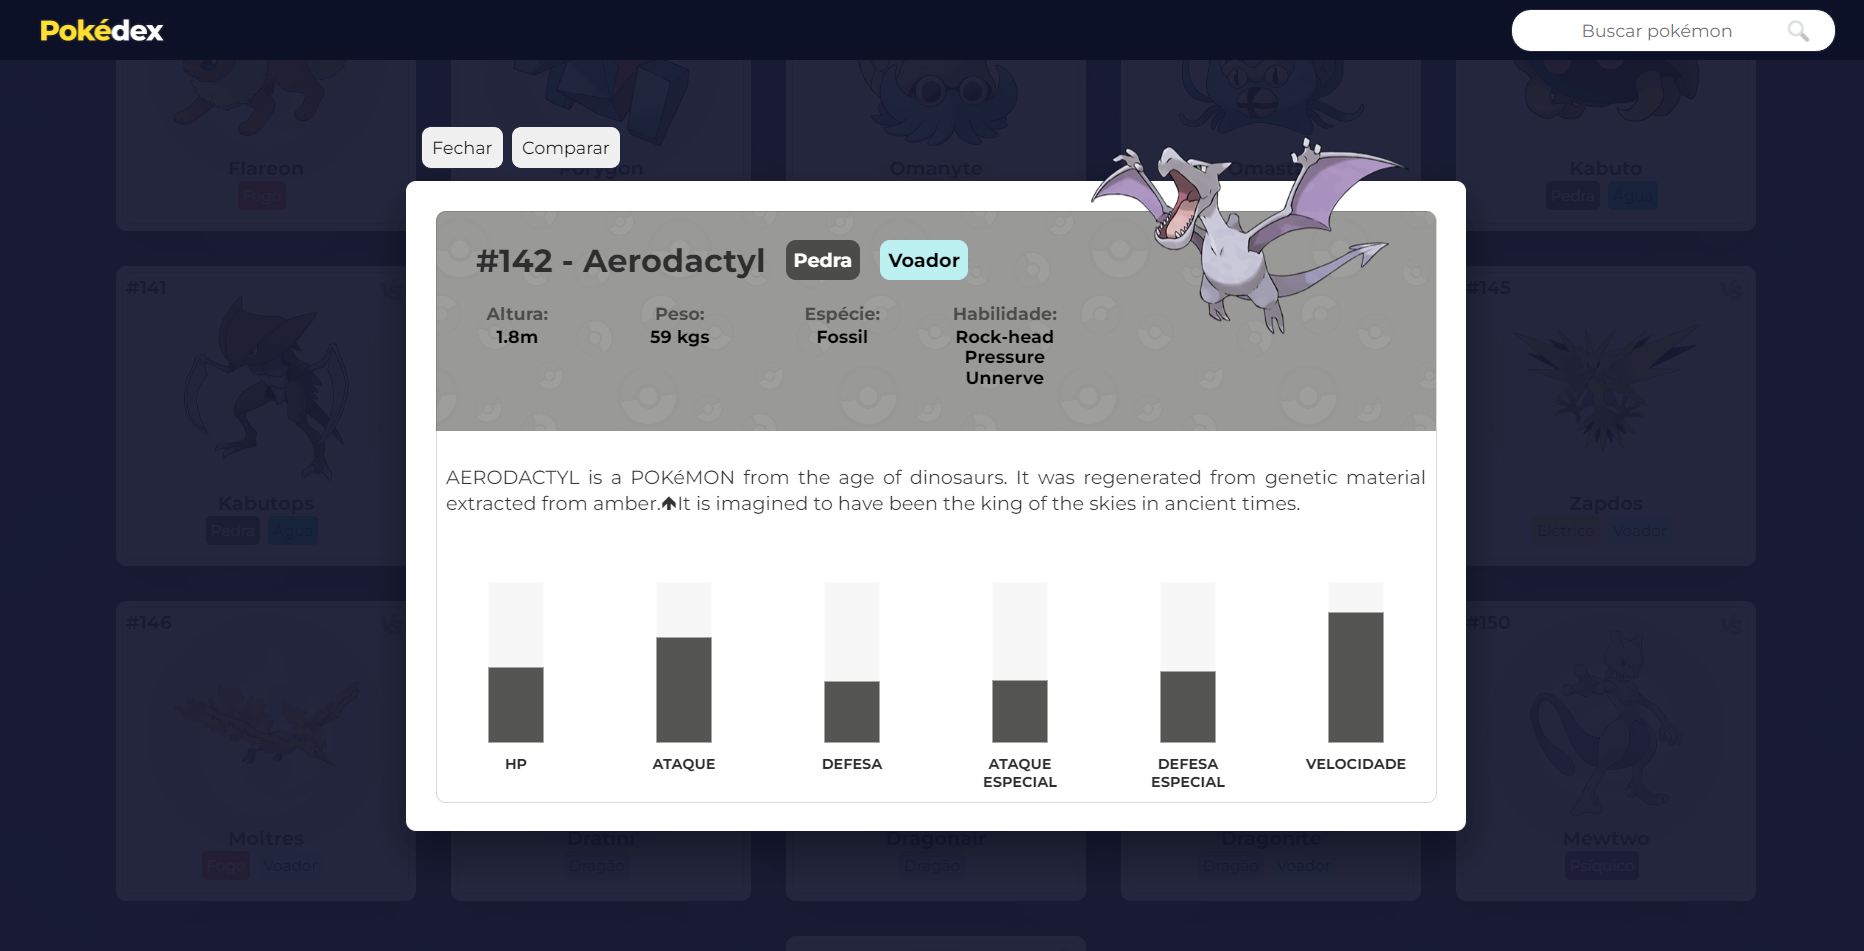 Pokédex
Buscar pokémon
Flareon
Fogo
Porygon
Omanyte
Omasta
Kabuto
Pedra Água
Fechar Comparar
#142 - Aerodactyl Pedra Voador
Altura:
1.8m
Peso:
59 kgs
Espécie:
Fossil
Habilidade:
Rock-head
Pressure
Unnerve
AERODACTYL is a POKéMON from the age of dinosaurs. It was regenerated from genetic material
extracted from amber.It is imagined to have been the king of the skies in ancient times.
HP
ATAQUE
DEFESA
ATAQUE
ESPECIAL
DEFESA
ESPECIAL
VELOCIDADE
#141
Kabutops
Pedra Água
#145
Zapdos
Elétrico Voador
#146
Moltres
Fogo Voador
Dratini
Dragão
Dragonair
Dragão
Dragonite
Dragão Voador
#150
Mewtwo
Psíquico